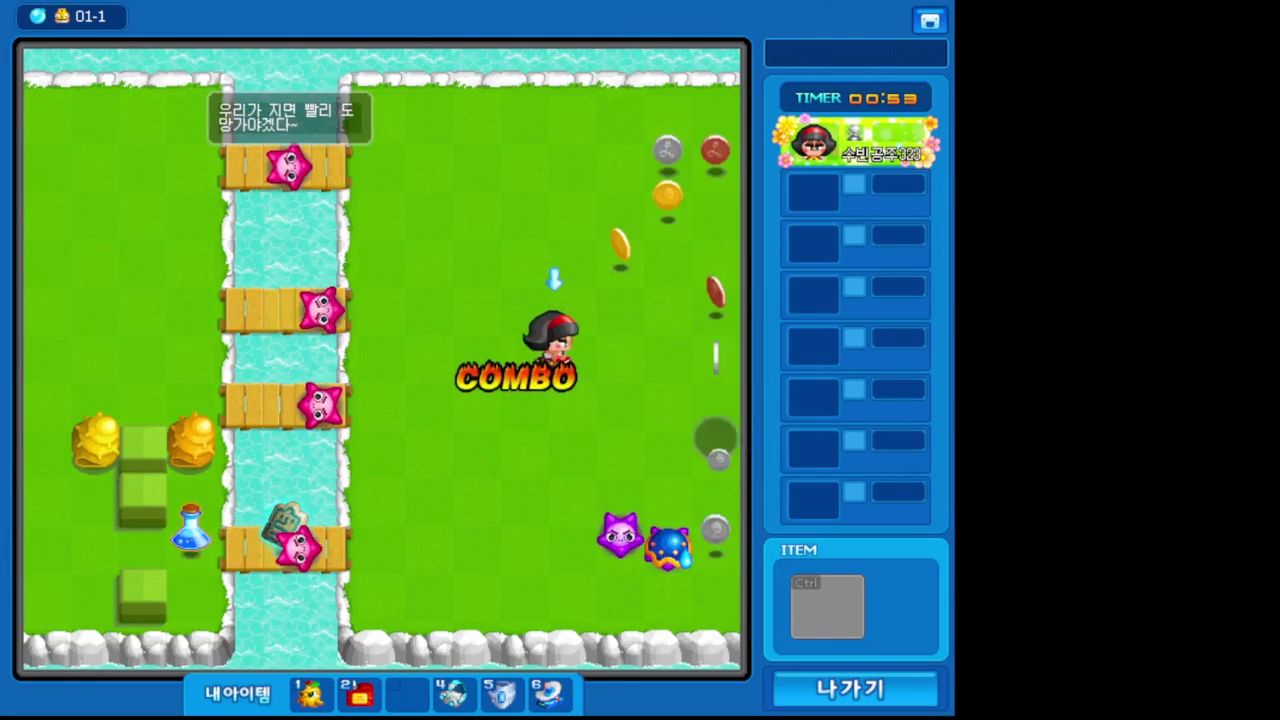 01-1
우리가 지면 빨리 도
망가야겠다~
TIMER 00:53
수빈공주323
COMBO
ITEM
Ctrl
내아이템
1
2
4
5
6
나가기